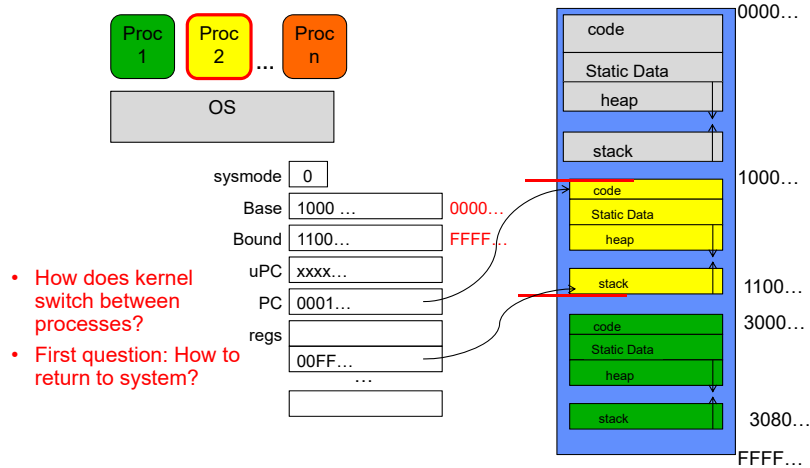 Proc
1
Proc
2
...
Proc
n
OS
sysmode
0
Base
1000 ...
0000...
Bound
1100...
FFFF...
uPC
xxxx...
PC
0001...
regs
00FF...
...
• How does kernel
switch between
processes?
• First question: How to
return to system?
code
Static Data
heap
stack
code
Static Data
heap
stack
code
Static Data
heap
stack
0000...
1000...
1100...
3000...
3080...
FFFF...